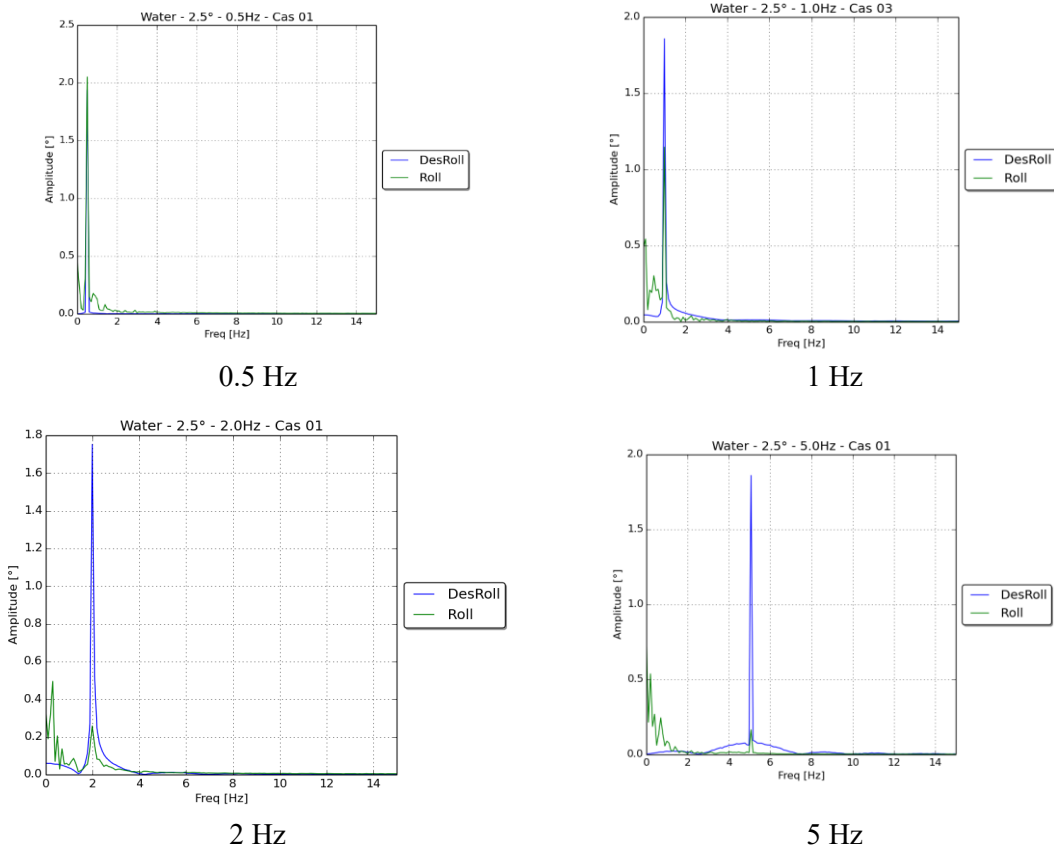 Water - 2.5° - 0.5Hz - Cas 01
2.5
2.0
1.5
1.0
0.5
0.0
Amplitude [°]
0 2 4 6 8 10 12 14
Freq [Hz]
DesRoll
Roll
0.5 Hz
Water - 2.5° - 1.0Hz - Cas 03
2.0
1.5
1.0
0.5
0.0
Amplitude [°]
0 2 4 6 8 10 12 14
Freq [Hz]
DesRoll
Roll
1 Hz
Water - 2.5° - 2.0Hz - Cas 01
1.8
1.6
1.4
1.2
1.0
0.8
0.6
0.4
0.2
0.0
Amplitude [°]
0 2 4 6 8 10 12 14
Freq [Hz]
DesRoll
Roll
2 Hz
Water - 2.5° - 5.0Hz - Cas 01
2.0
1.5
1.0
0.5
0.0
Amplitude [°]
0 2 4 6 8 10 12 14
Freq [Hz]
DesRoll
Roll
5 Hz